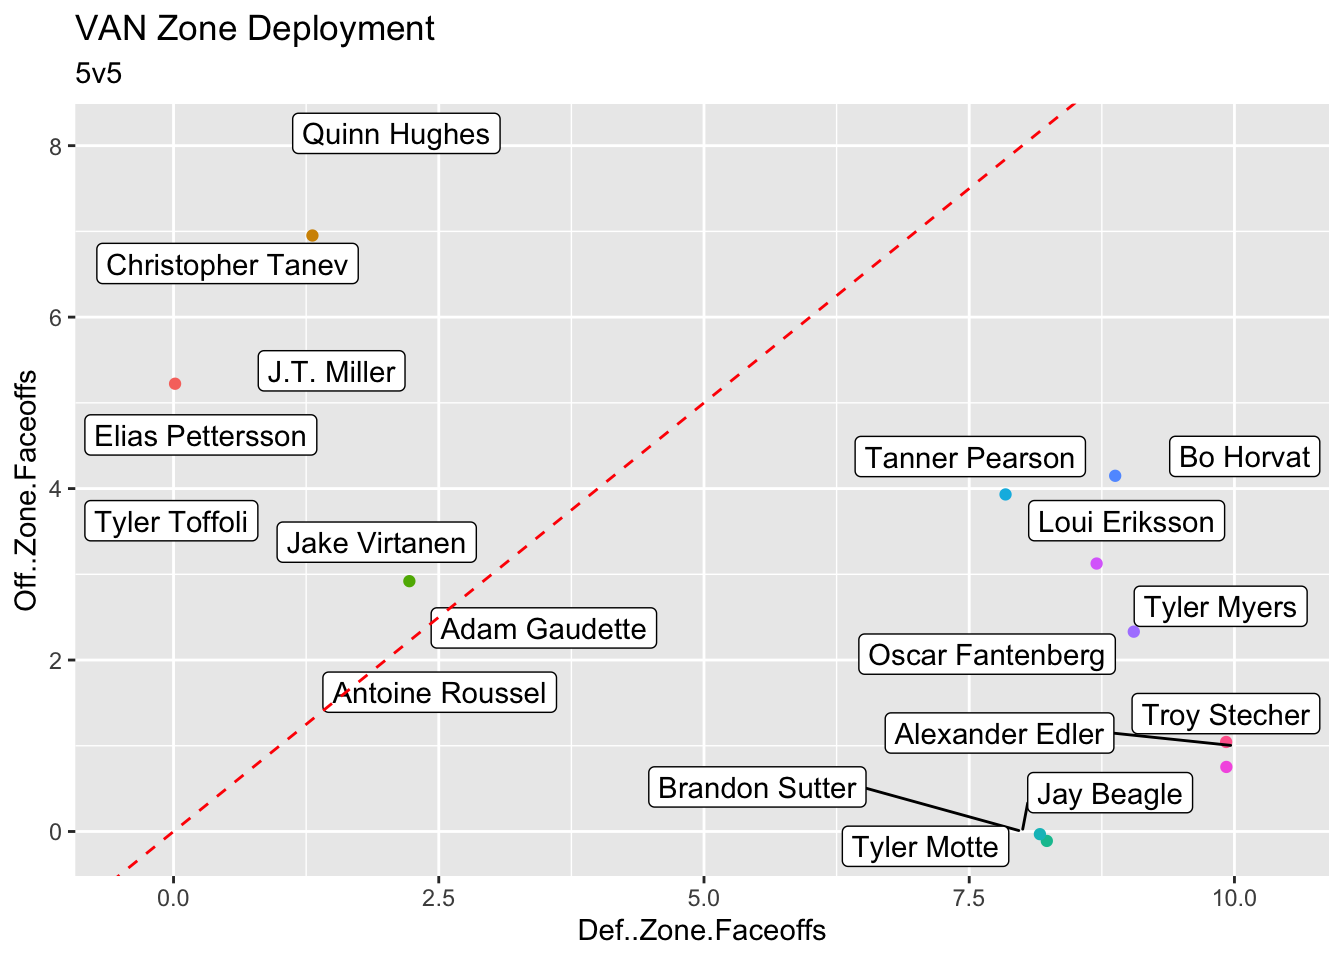 VAN Zone Deployment
5v5
Quinn Hughes
Christopher Tanev
J.T. Miller
Elias Pettersson
Tanner Pearson
Bo Horvat
Tyler Toffoli
Loui Eriksson
Jake Virtanen
Tyler Myers
Adam Gaudette
Oscar Fantenberg
Antoine Roussel
Troy Stecher
Alexander Edler
Brandon Sutter
Jay Beagle
Tyler Motte
8
6
4
2
0
Off..Zone.Faceoffs
0.0
2.5
5.0
7.5
10.0
Def..Zone.Faceoffs